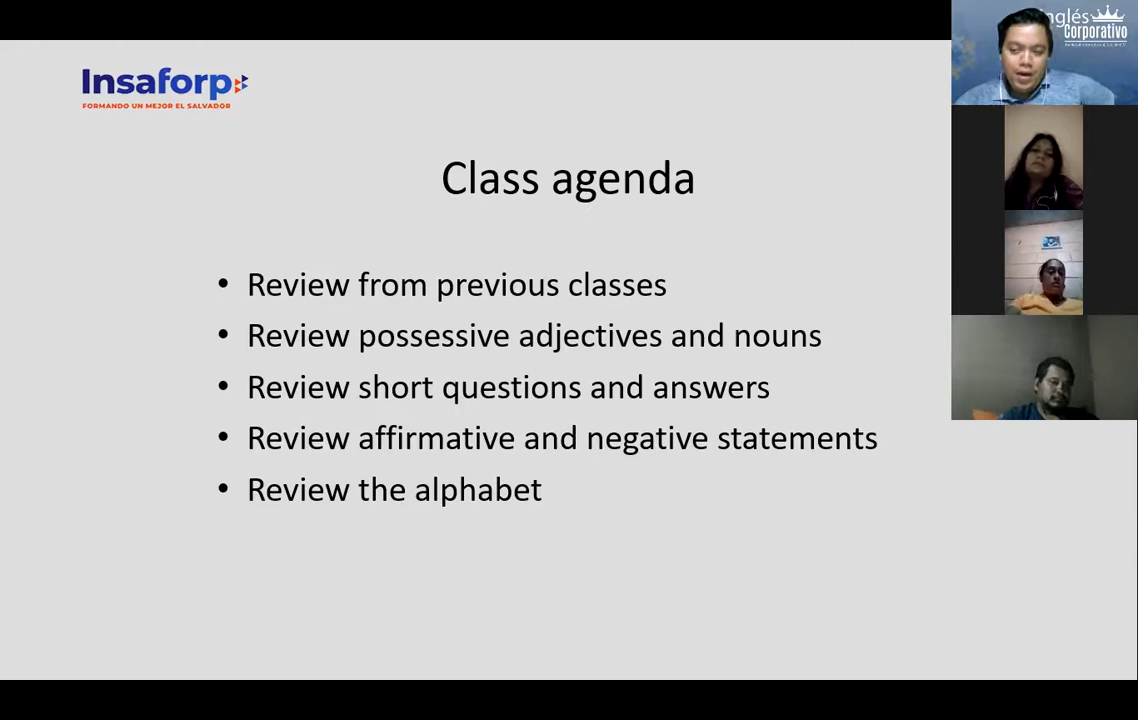 Insaforp
FORMANDO UN MEJOR EL SALVADOR
Class agenda
• Review from previous classes
• Review possessive adjectives and nouns
• Review short questions and answers
• Review affirmative and negative statements
• Review the alphabet
nglés
Corporativo